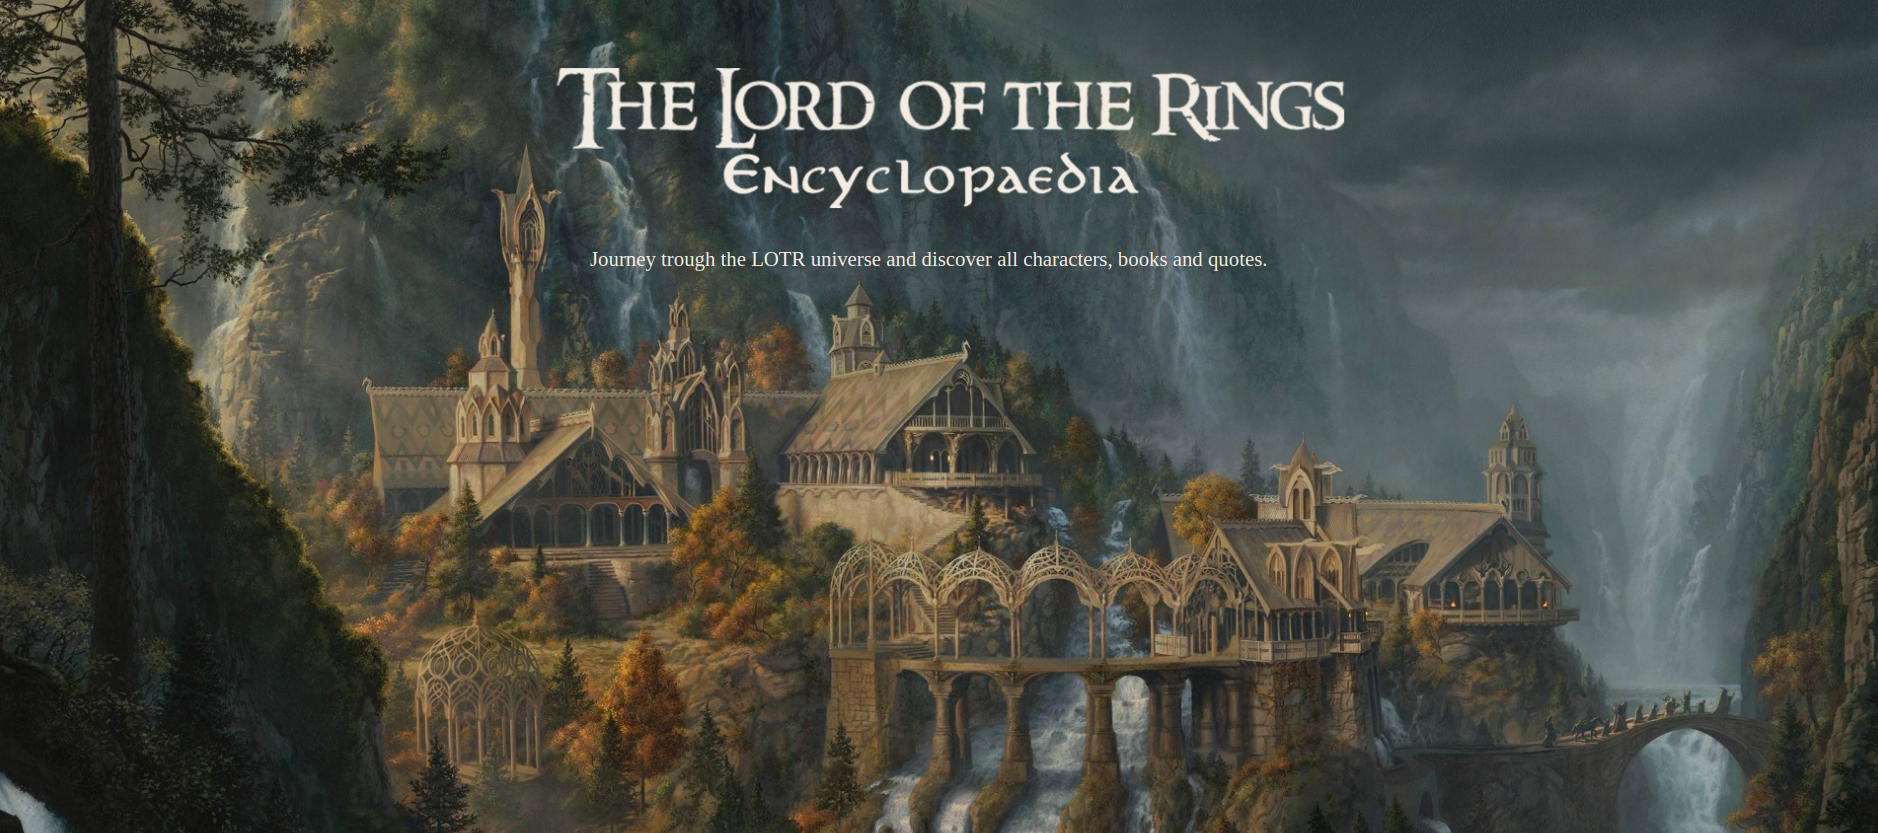 The Lord of the Rings
Encyclopaedia
Journey trough the LOTR universe and discover all characters, books and quotes.